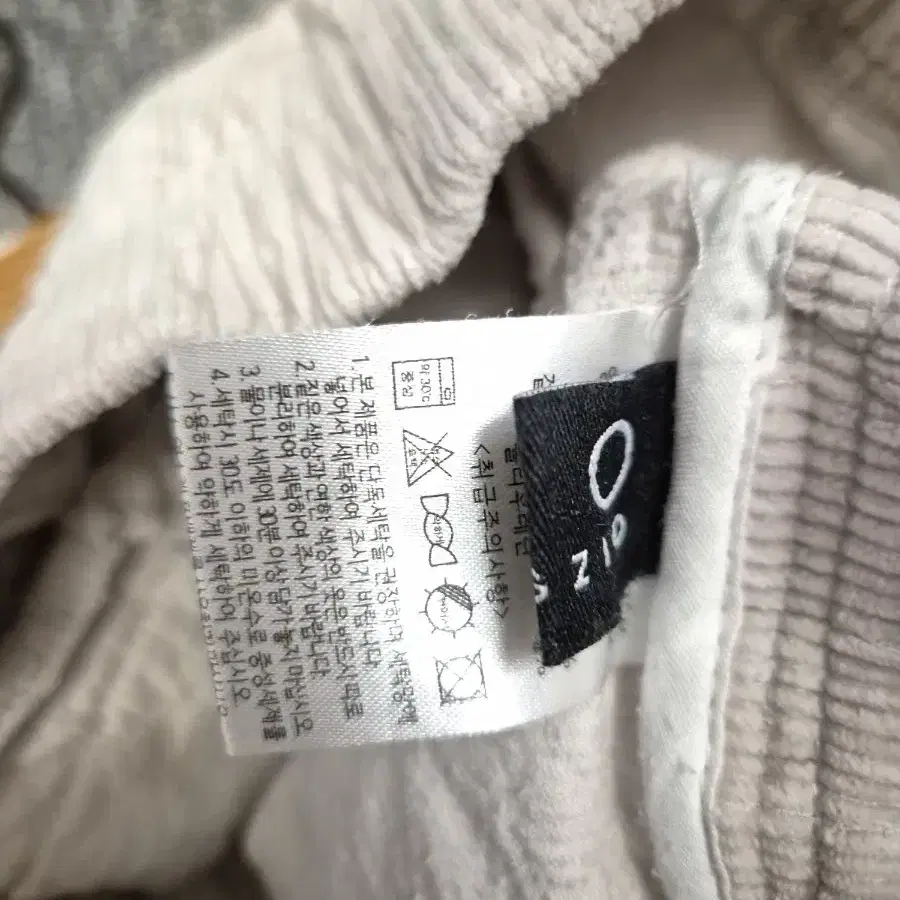 <취급주의사항>
약 30℃
중성
1. 본 제품은 단독세탁을 권장하며 세탁망에
넣어서 세탁하여 주시기 바랍니다
2. 짙은색상과 연한색상의 옷은 반드시 따로
분리하여 세탁하여 주시기 바랍니다
3. 물이나 세제에 30분이상 담가 놓지 마십시오
4. 세탁시 30도 이하의 미온수로 중성세제를
사용하여 약하게 세탁하여 주십시오